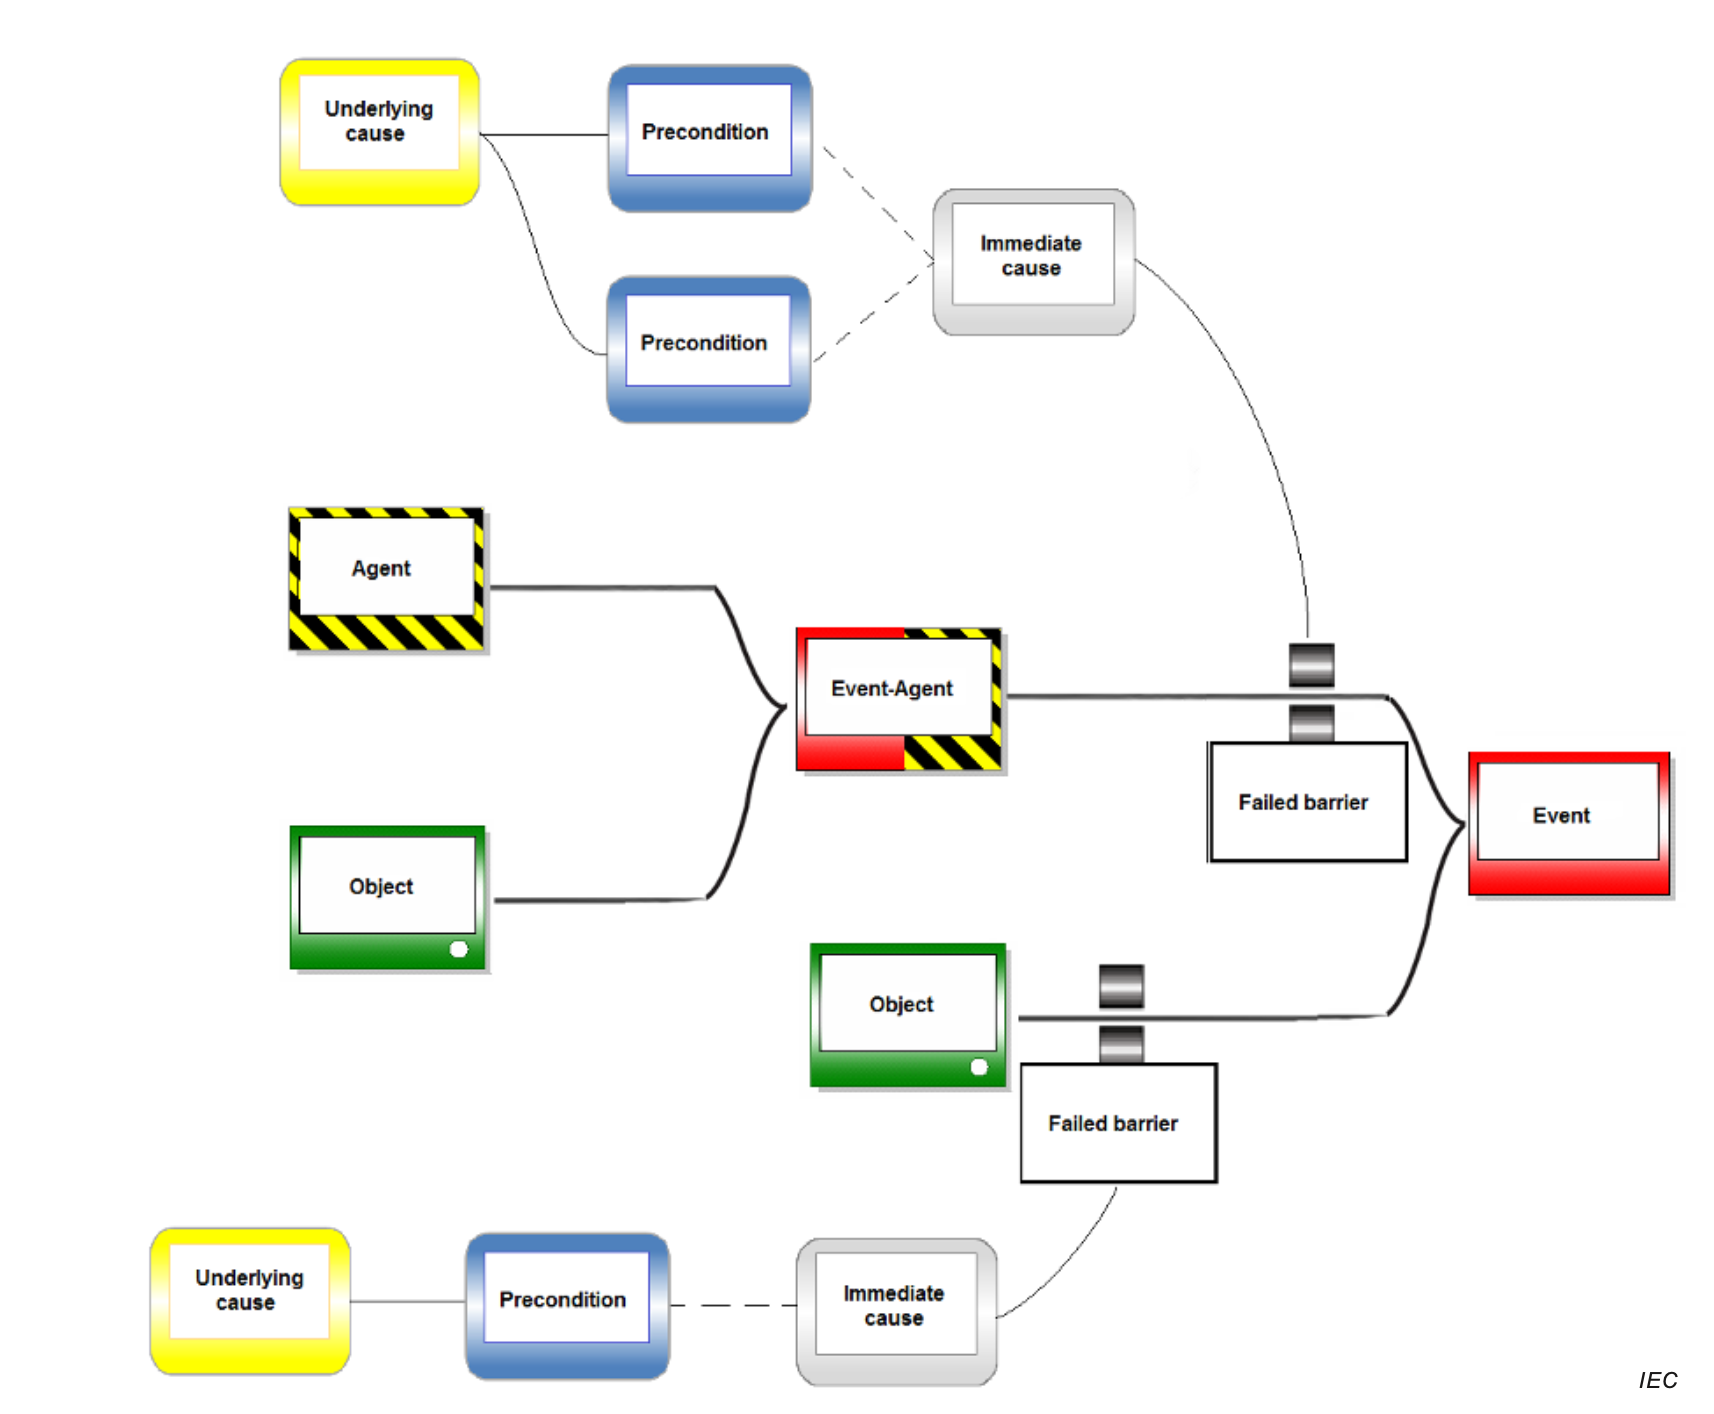 Underlying
cause
Precondition
Precondition
Immediate
cause
Agent
Event-Agent
Failed barrier
Event
Object
Object
Failed barrier
Underlying
cause
Precondition
Immediate
cause
IEC